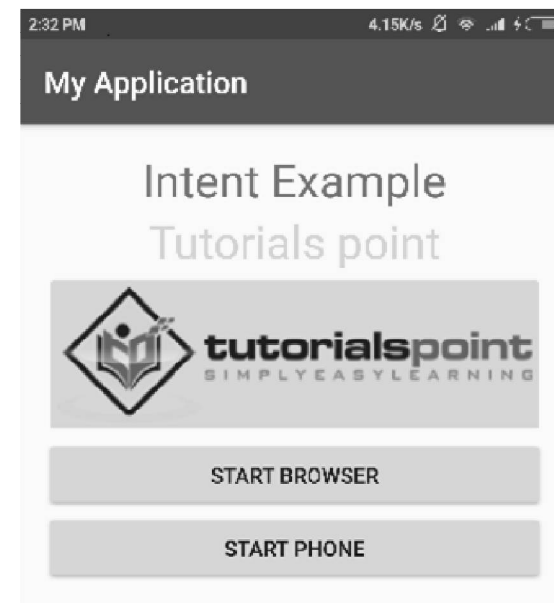 2:32 PM 4.15K/s
My Application
Intent Example
Tutorials point
tutorialspoint
SIMPLYEASYLEARNING
START BROWSER
START PHONE